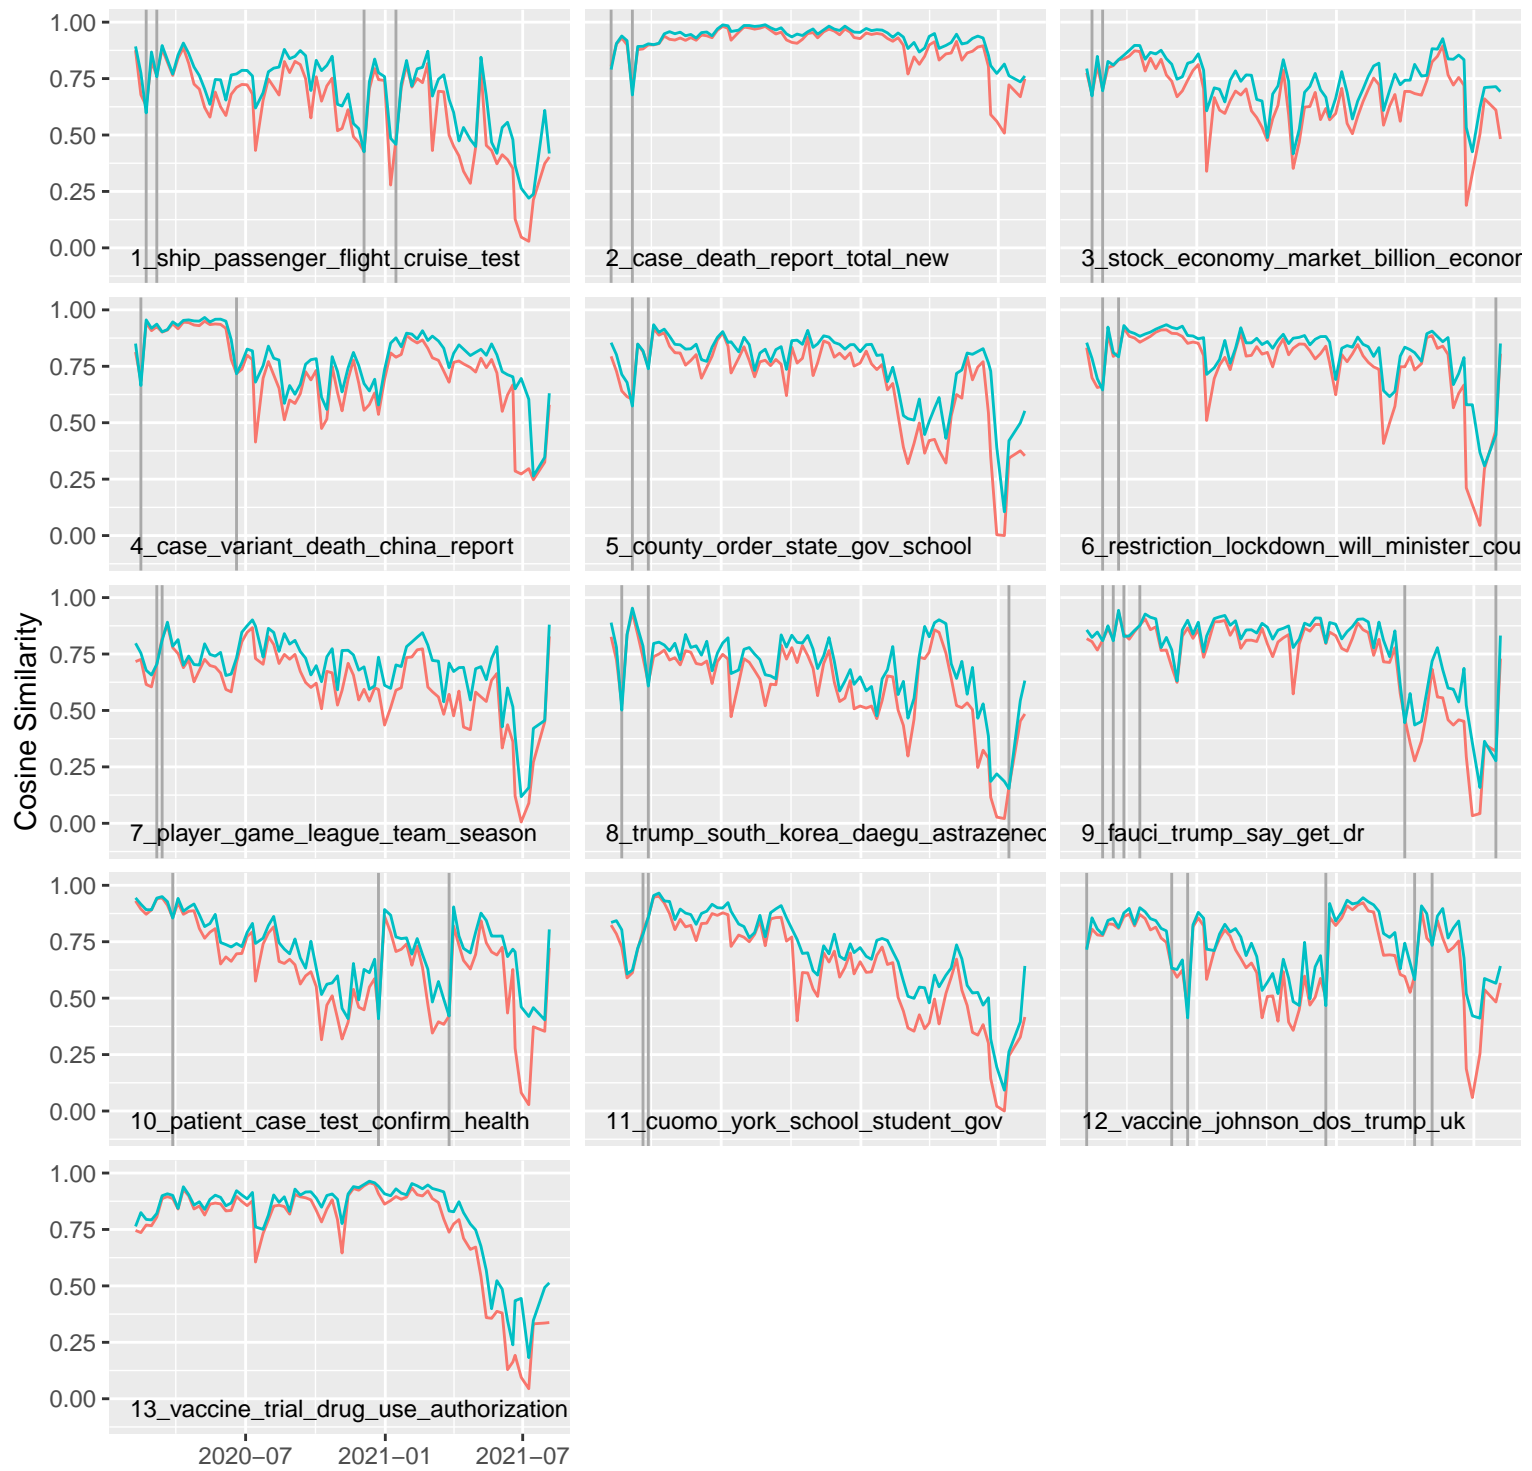 Cosine Similarity
1.00
0.75
0.50
0.25
0.00
1_ship_passenger_flight_cruise_test
2_case_death_report_total_new
3_stock_economy_market_billion_econor
1.00
0.75
0.50
0.25
0.00
4_case_variant_death_china_report
5_county_order_state_gov_school
6_restriction_lockdown_will_minister_cou
1.00
0.75
0.50
0.25
0.00
7_player_game_league_team_season
8_trump_south_korea_daegu_astrazenec
9_fauci_trump_say_get_dr
1.00
0.75
0.50
0.25
0.00
10_patient_case_test_confirm_health
11_cuomo_york_school_student_gov
12_vaccine_johnson_dos_trump_uk
1.00
0.75
0.50
0.25
0.00
13_vaccine_trial_drug_use_authorization
2020−07
2021−01
2021−07